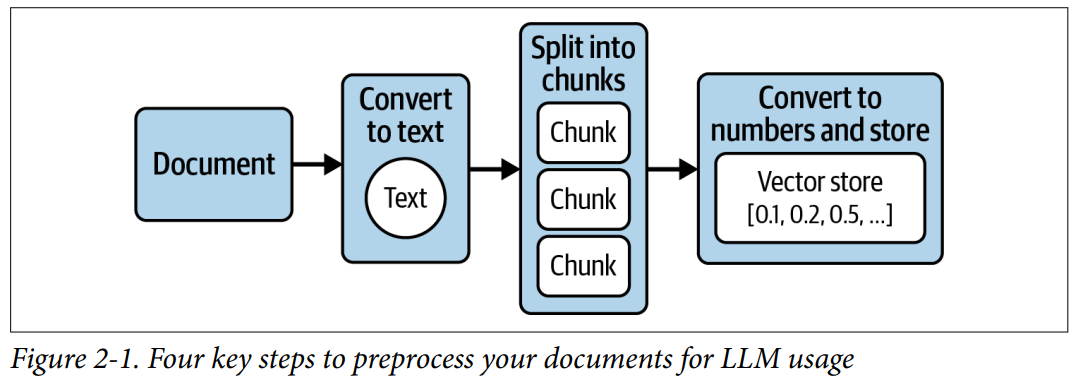 Document
Convert
to text
Text
Split into
chunks
Chunk
Chunk
Chunk
Convert to
numbers and store
Vector store
[0.1, 0.2, 0.5, ...]
Figure 2-1. Four key steps to preprocess your documents for LLM usage